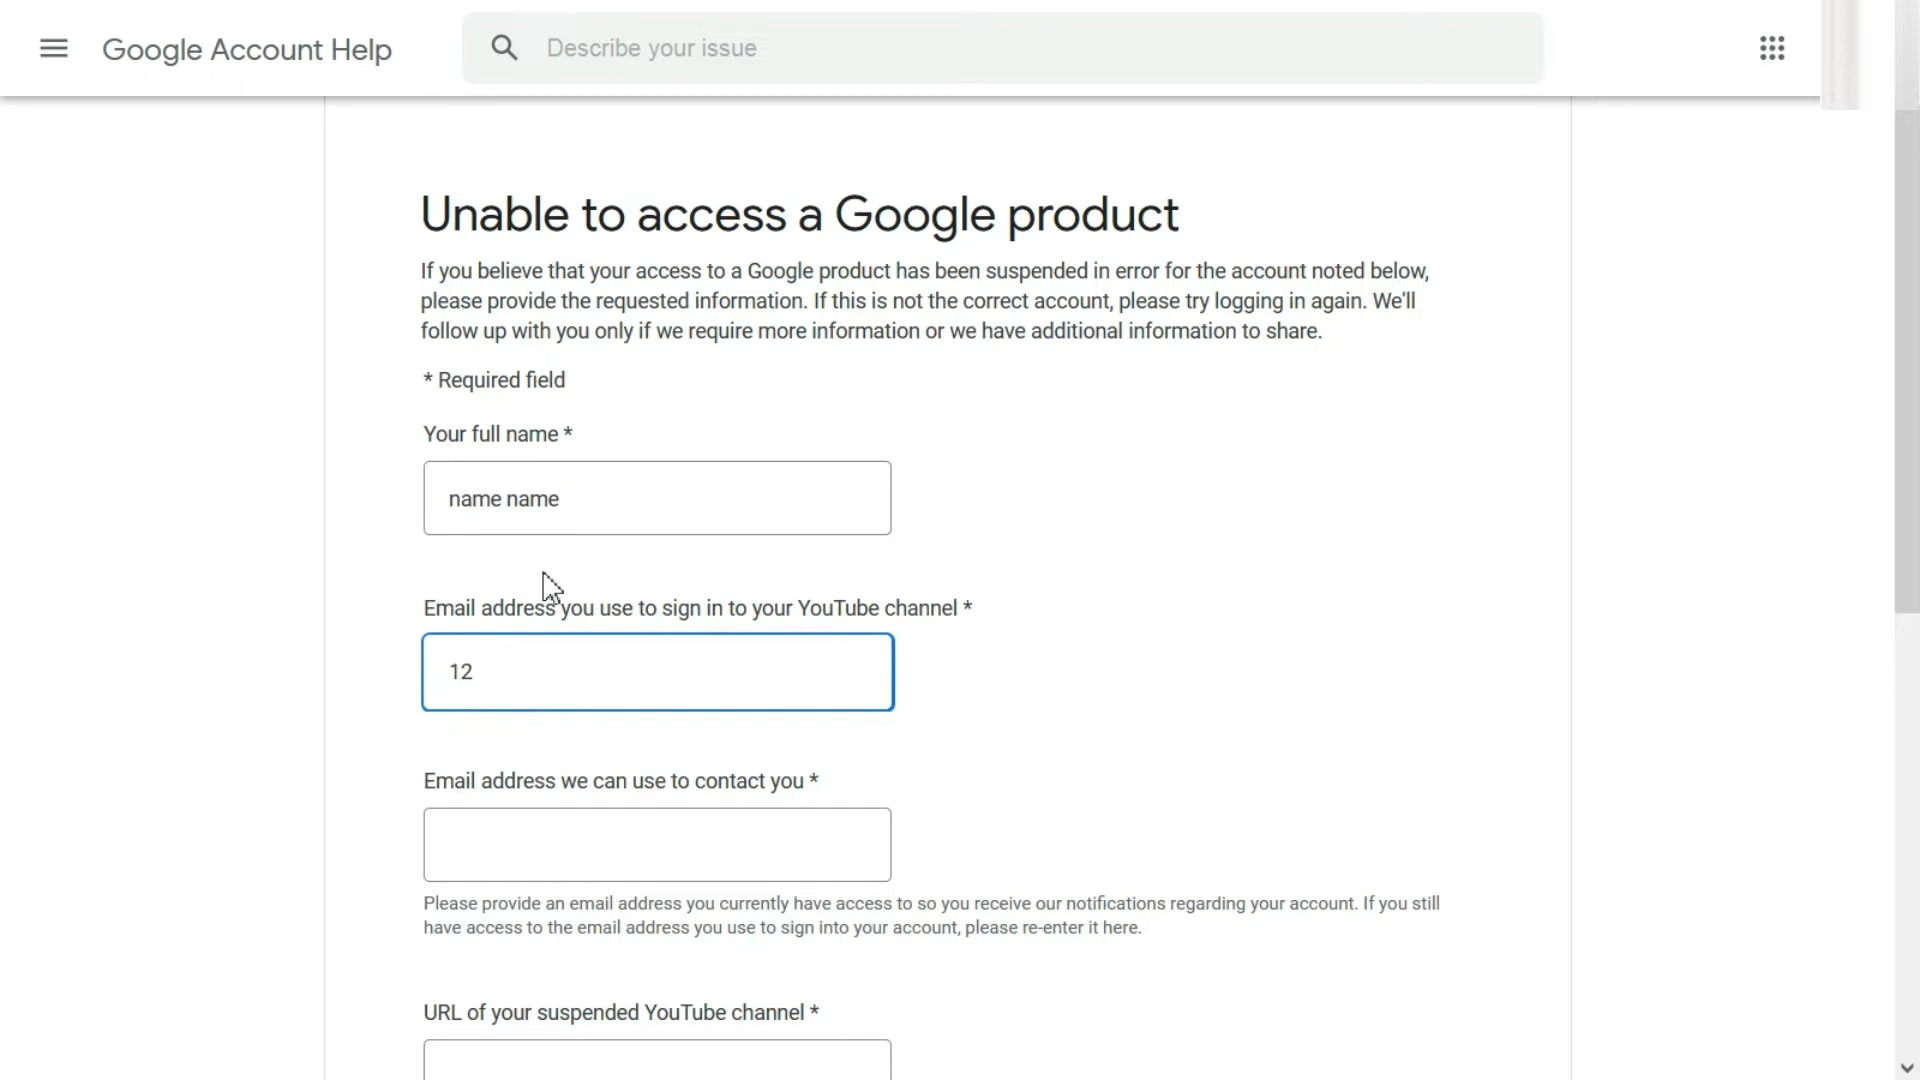 Google Account Help
Describe your issue
Unable to access a Google product
If you believe that your access to a Google product has been suspended in error for the account noted below,
please provide the requested information. If this is not the correct account, please try logging in again. We'll
follow up with you only if we require more information or we have additional information to share.
* Required field
Your full name *
name name
Email address you use to sign in to your YouTube channel *
12
Email address we can use to contact you *
Please provide an email address you currently have access to so you receive our notifications regarding your account. If you still
have access to the email address you use to sign into your account, please re-enter it here.
URL of your suspended YouTube channel *